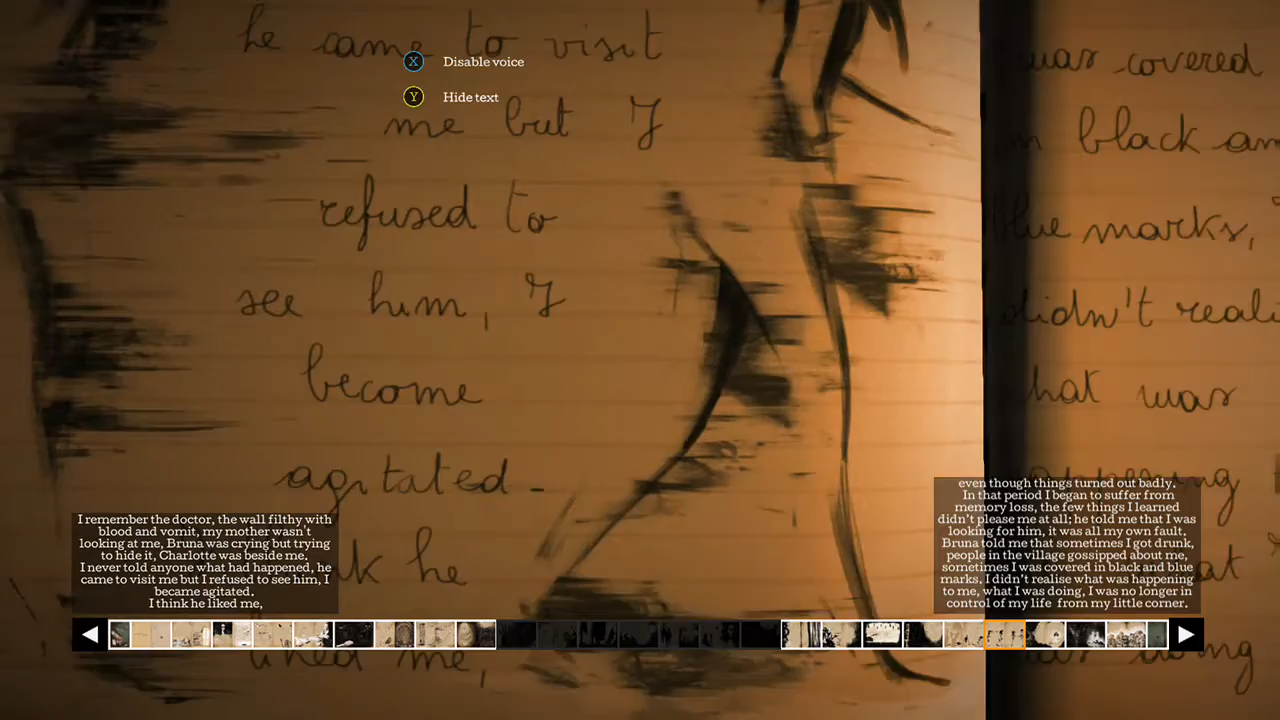 he came to visit
me but I
refused to
see him, I
become
agitated.
he
liked me,
was covered
black
blue marks,
didn't
was
X Disable voice
Y Hide text
I remember the doctor, the wall filthy with
blood and vomit, my mother wasn't
looking at me, Bruna was crying but trying
to hide it, Charlotte was beside me,
I never told anyone what had happened, he
came to visit me but I refused to see him, I
became agitated.
I think he liked me,
even though things turned out badly.
In that period I began to suffer from
memory loss, the few things I learned
didn't please me at all; he told me that I was
looking for him, it was all my own fault,
Bruna told me that sometimes I got drunk,
people in the village gossipped about me,
sometimes I was covered in black and blue
marks. I didn't realise what was happening
to me, what I was doing, I was no longer in
control of my life from my little corner.